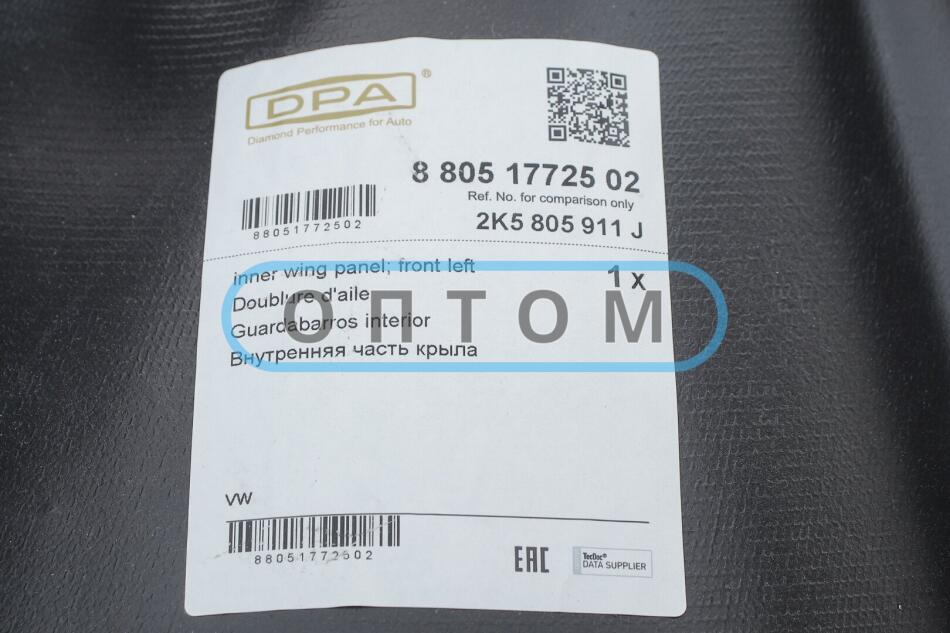 DPA®
Diamond Performance for Auto
8 805 17725 02
Ref. No. for comparison only
88051772502
2K5 805 911 J
inner wing panel; front left
1 x
Doublure d'aile
ОПТОМ
Guardabarros interior
Внутренняя часть крыла
VW
88051772502
EAC
TecDoc®
DATA SUPPLIER